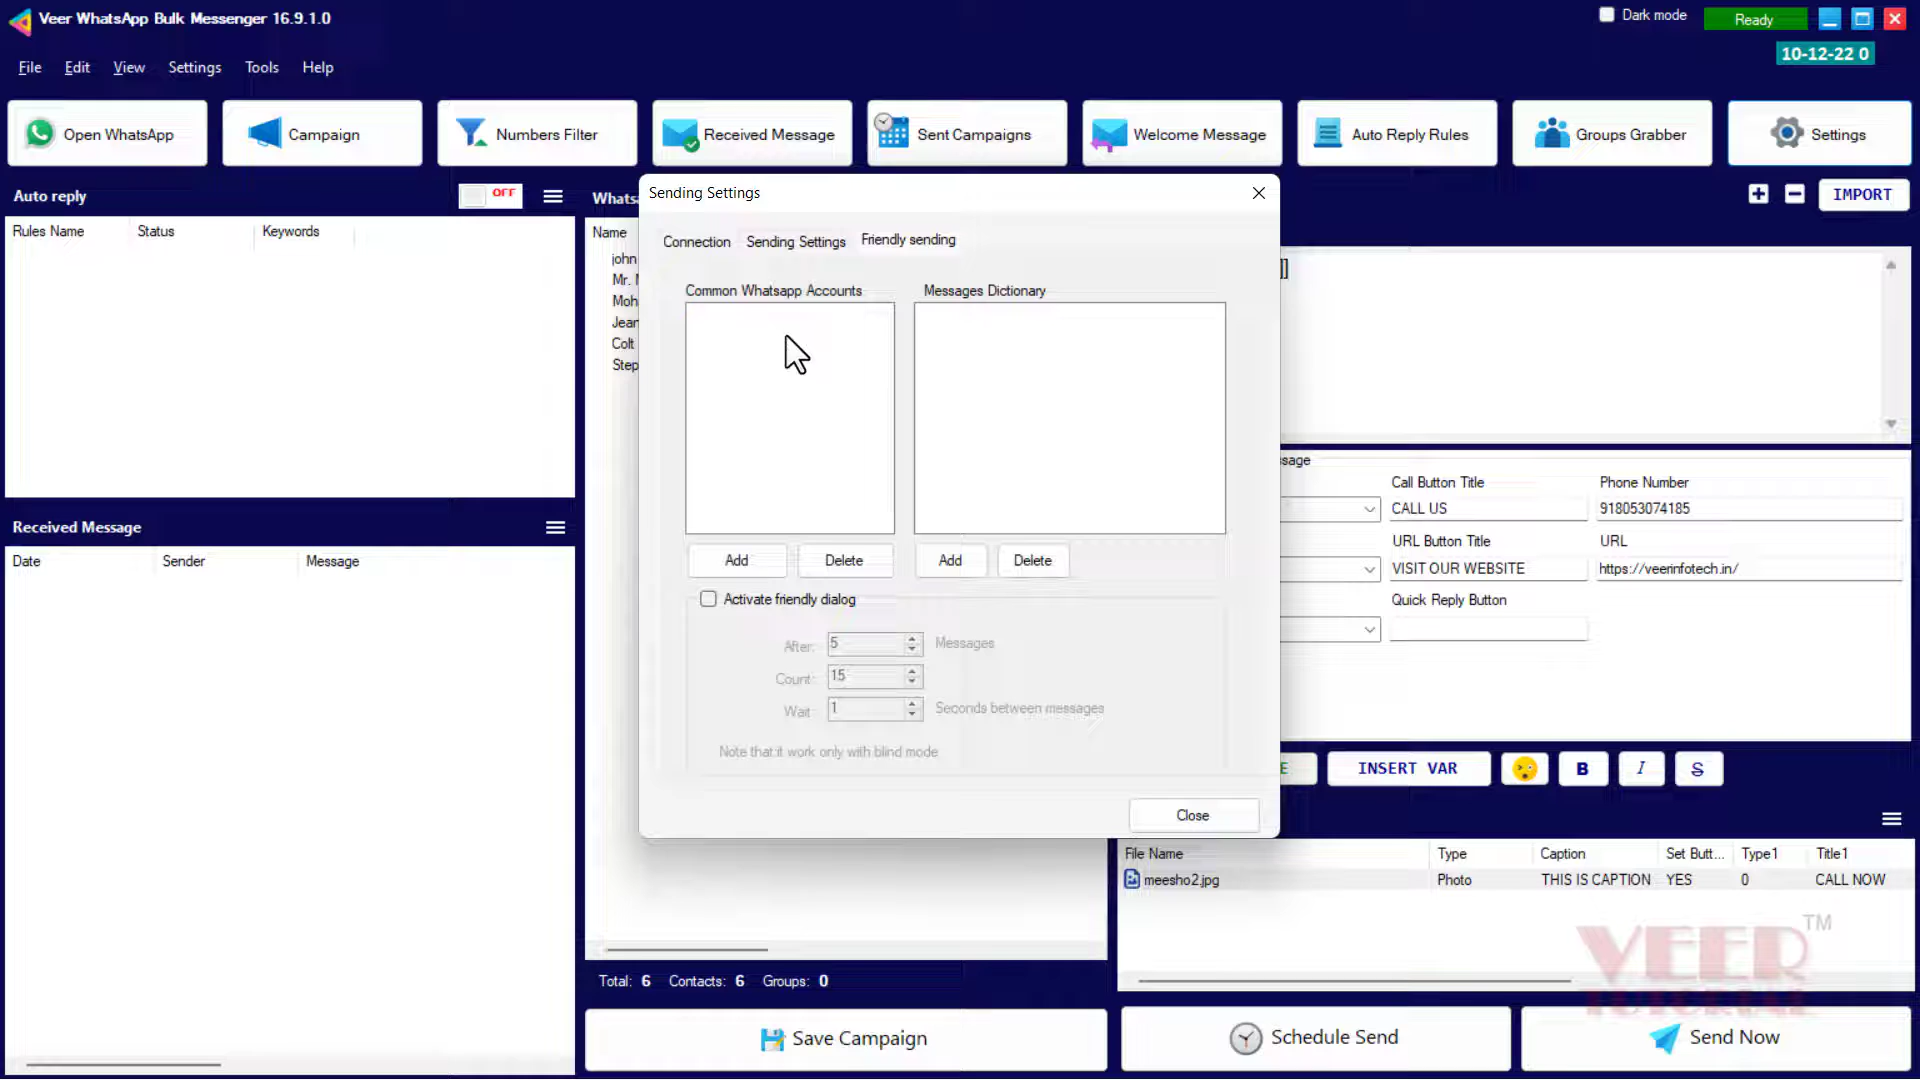 Veer WhatsApp Bulk Messenger 16.9.1.0
Dark mode
Ready
10-12-22 0
File Edit View Settings Tools Help
Open WhatsApp
Campaign
Numbers Filter
Received Message
Sent Campaigns
Welcome Message
Auto Reply Rules
Groups Grabber
Settings
Auto reply
OFF
Rules Name Status Keywords
Received Message
Date Sender Message
Whatsa
Name
john
Mr.
Moh
Jean
Colt
Step
IMPORT
Sending Settings
Connection Sending Settings Friendly sending
Common Whatsapp Accounts Messages Dictionary
Add Delete Add Delete
Activate friendly dialog
After: 5 Messages
Count: 15
Wait: 1 Seconds between messages
Note that it work only with blind mode
Close
]]
ssage
Call Button Title Phone Number
CALL US 918053074185
URL Button Title URL
VISIT OUR WEBSITE https://veerinfotech.in/
Quick Reply Button
E
INSERT VAR
B I S
File Name Type Caption Set Butt... Type1 Title1
meesho2.jpg Photo THIS IS CAPTION YES 0 CALL NOW
VEER TM
TUTORIAL
Total: 6 Contacts: 6 Groups: 0
Save Campaign
Schedule Send
Send Now